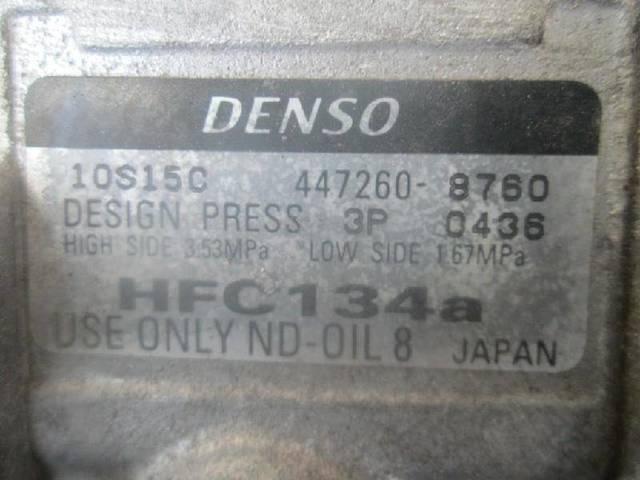 DENSO
10S15C 447260-8760
DESIGN PRESS 3P 0436
HIGH SIDE 3.53MPa LOW SIDE 1.67MPa
HFC134a
USE ONLY ND-OIL 8 JAPAN